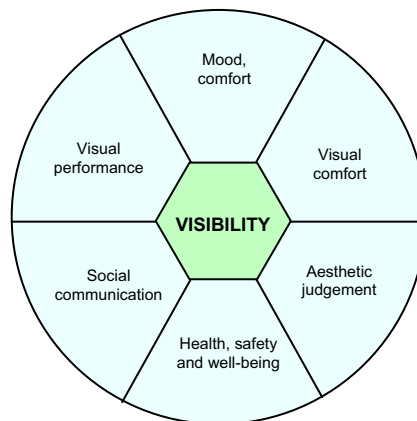 Mood,
comfort
Visual
performance
Visual
comfort
VISIBILITY
Social
communication
Aesthetic
judgement
Health, safety
and well-being